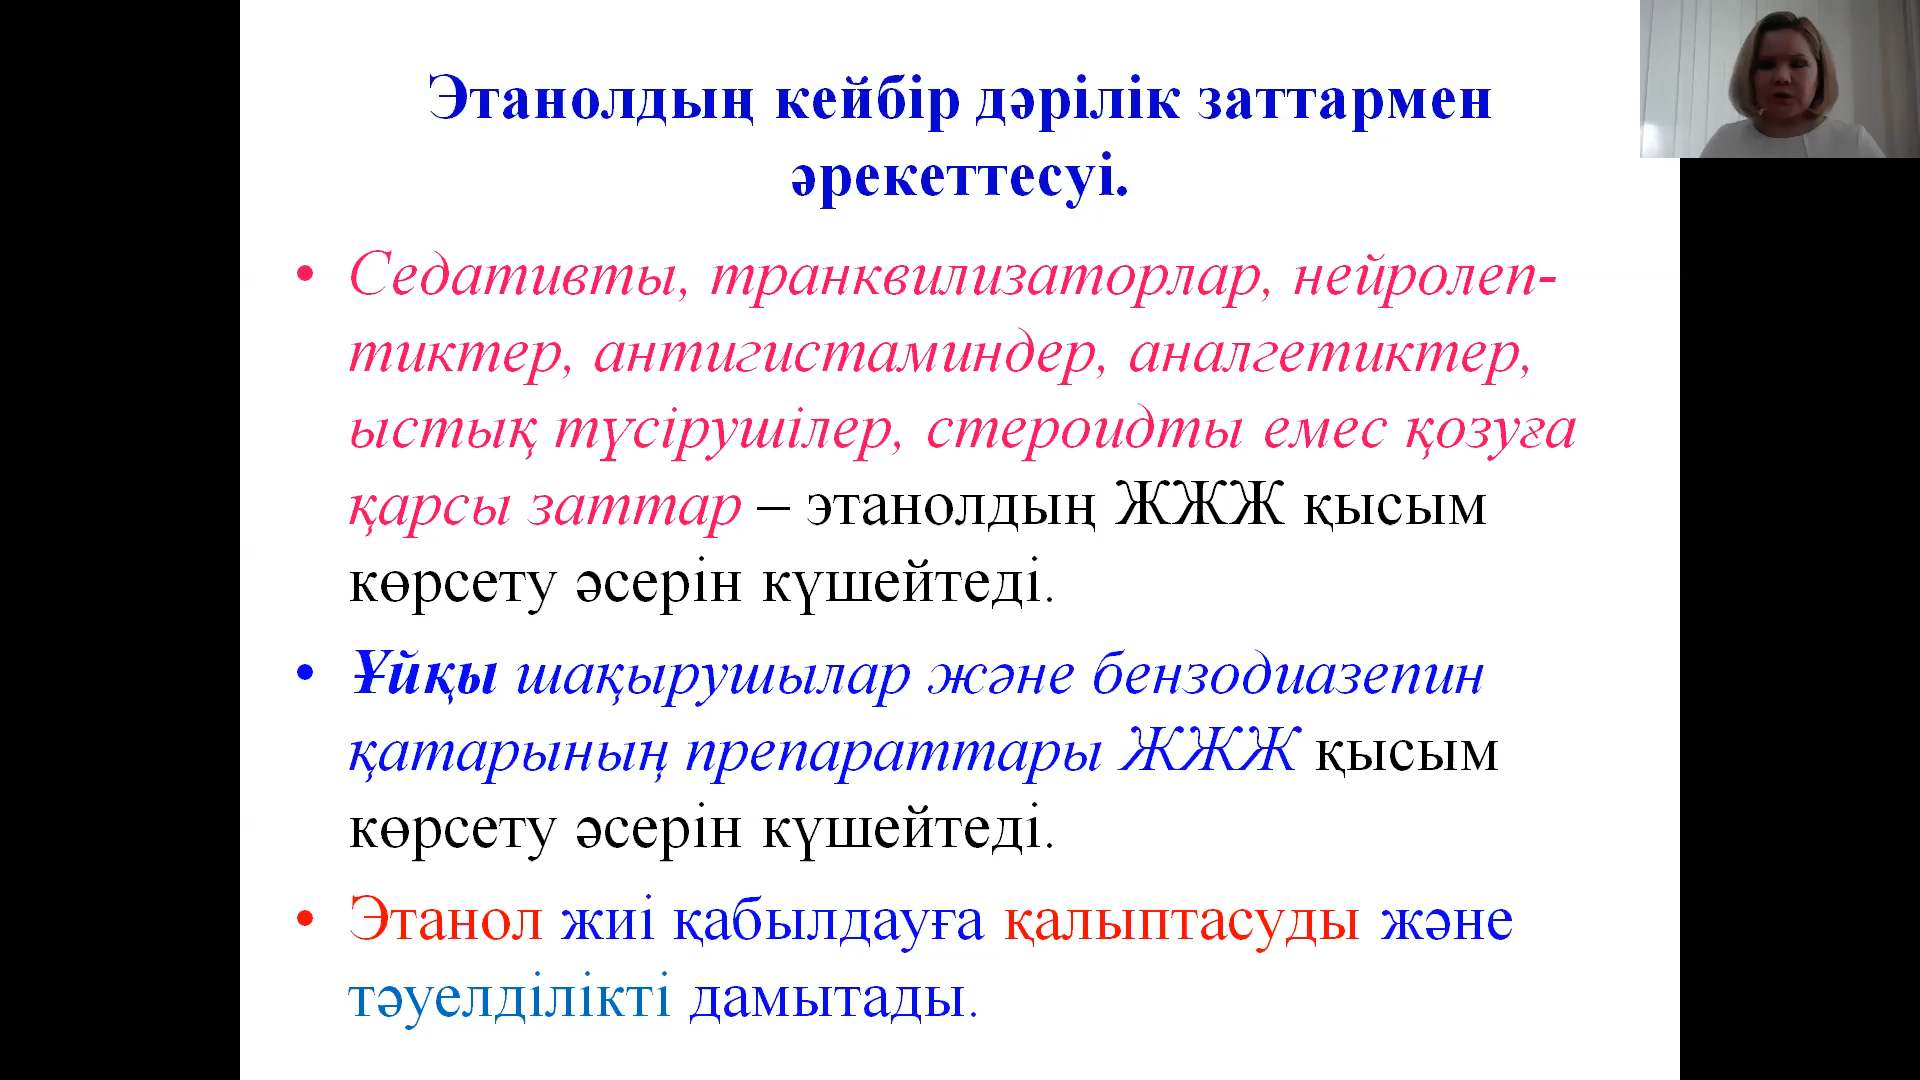 Этанолдың кейбір дәрілік заттармен
әрекеттесуі.
• Седативты, транквилизаторлар, нейролеп-
тиктер, антигистаминдер, аналгетиктер,
ыстық түсірушілер, стероидты емес қозуға
қарсы заттар – этанолдың ЖЖЖ қысым
көрсету әсерін күшейтеді.
• Ұйқы шақырушылар және бензодиазепин
қатарының препараттары ЖЖЖ қысым
көрсету әсерін күшейтеді.
• Этанол жиі қабылдауға қалыптасуды және
тәуелділікті дамытады.